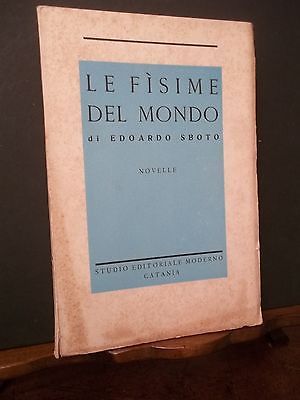 LE FÌSIME
DEL MONDO
di EDOARDO SBOTO
NOVELLE
STUDIO EDITORIALE MODERNO
CATANIA